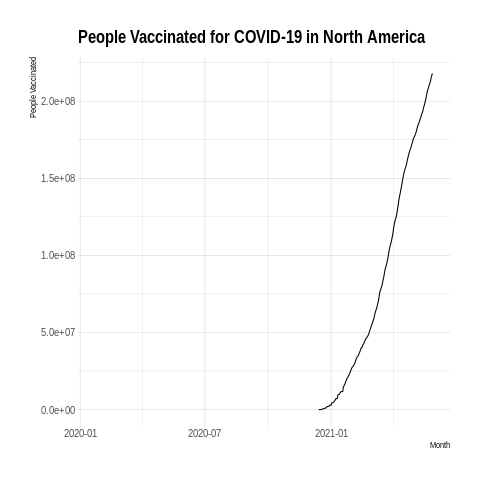 People Vaccinated for COVID-19 in North America
People Vaccinated
2.0e+08
1.5e+08
1.0e+08
5.0e+07
0.0e+00
2020-01 2020-07 2021-01
Month